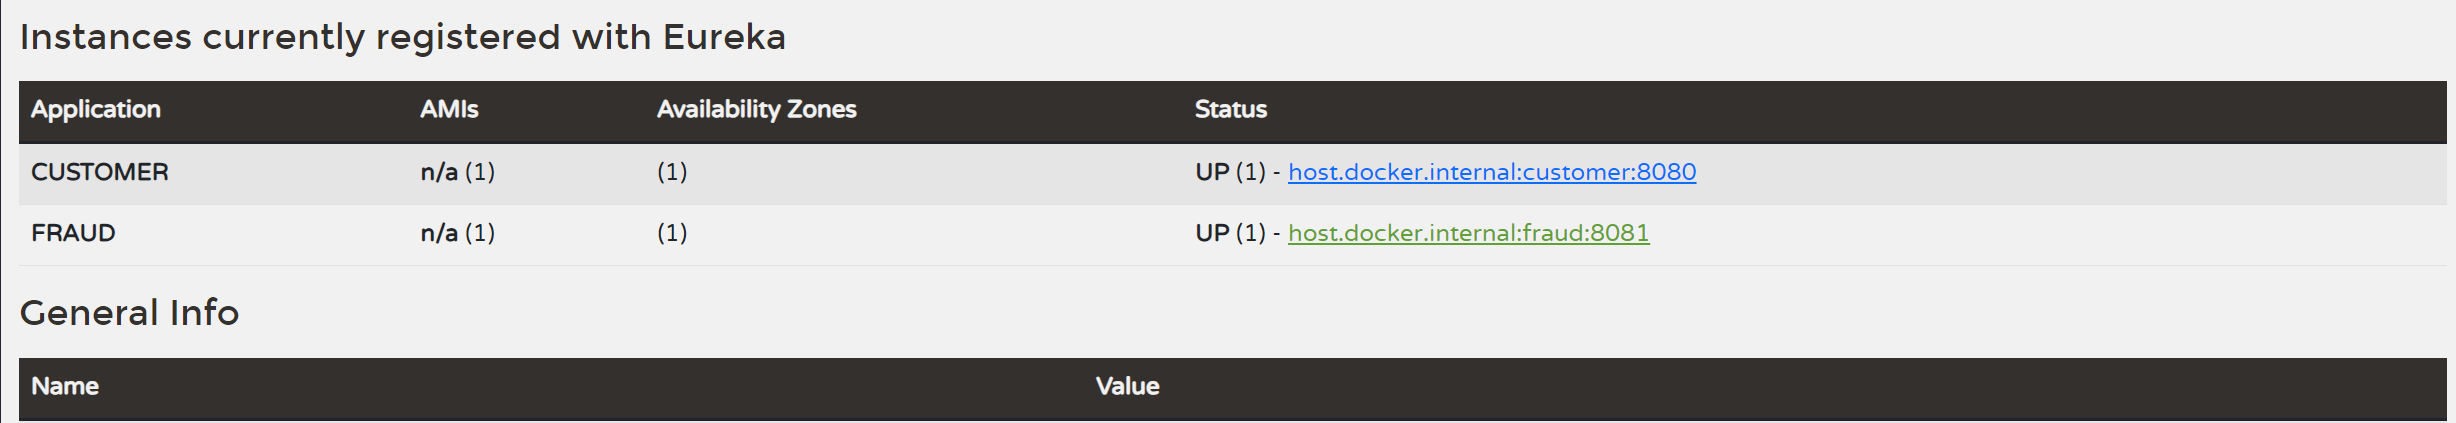 Instances currently registered with Eureka
Application AMIs Availability Zones Status
CUSTOMER n/a (1) (1) UP (1) - host.docker.internal:customer:8080
FRAUD n/a (1) (1) UP (1) - host.docker.internal:fraud:8081
General Info
Name Value